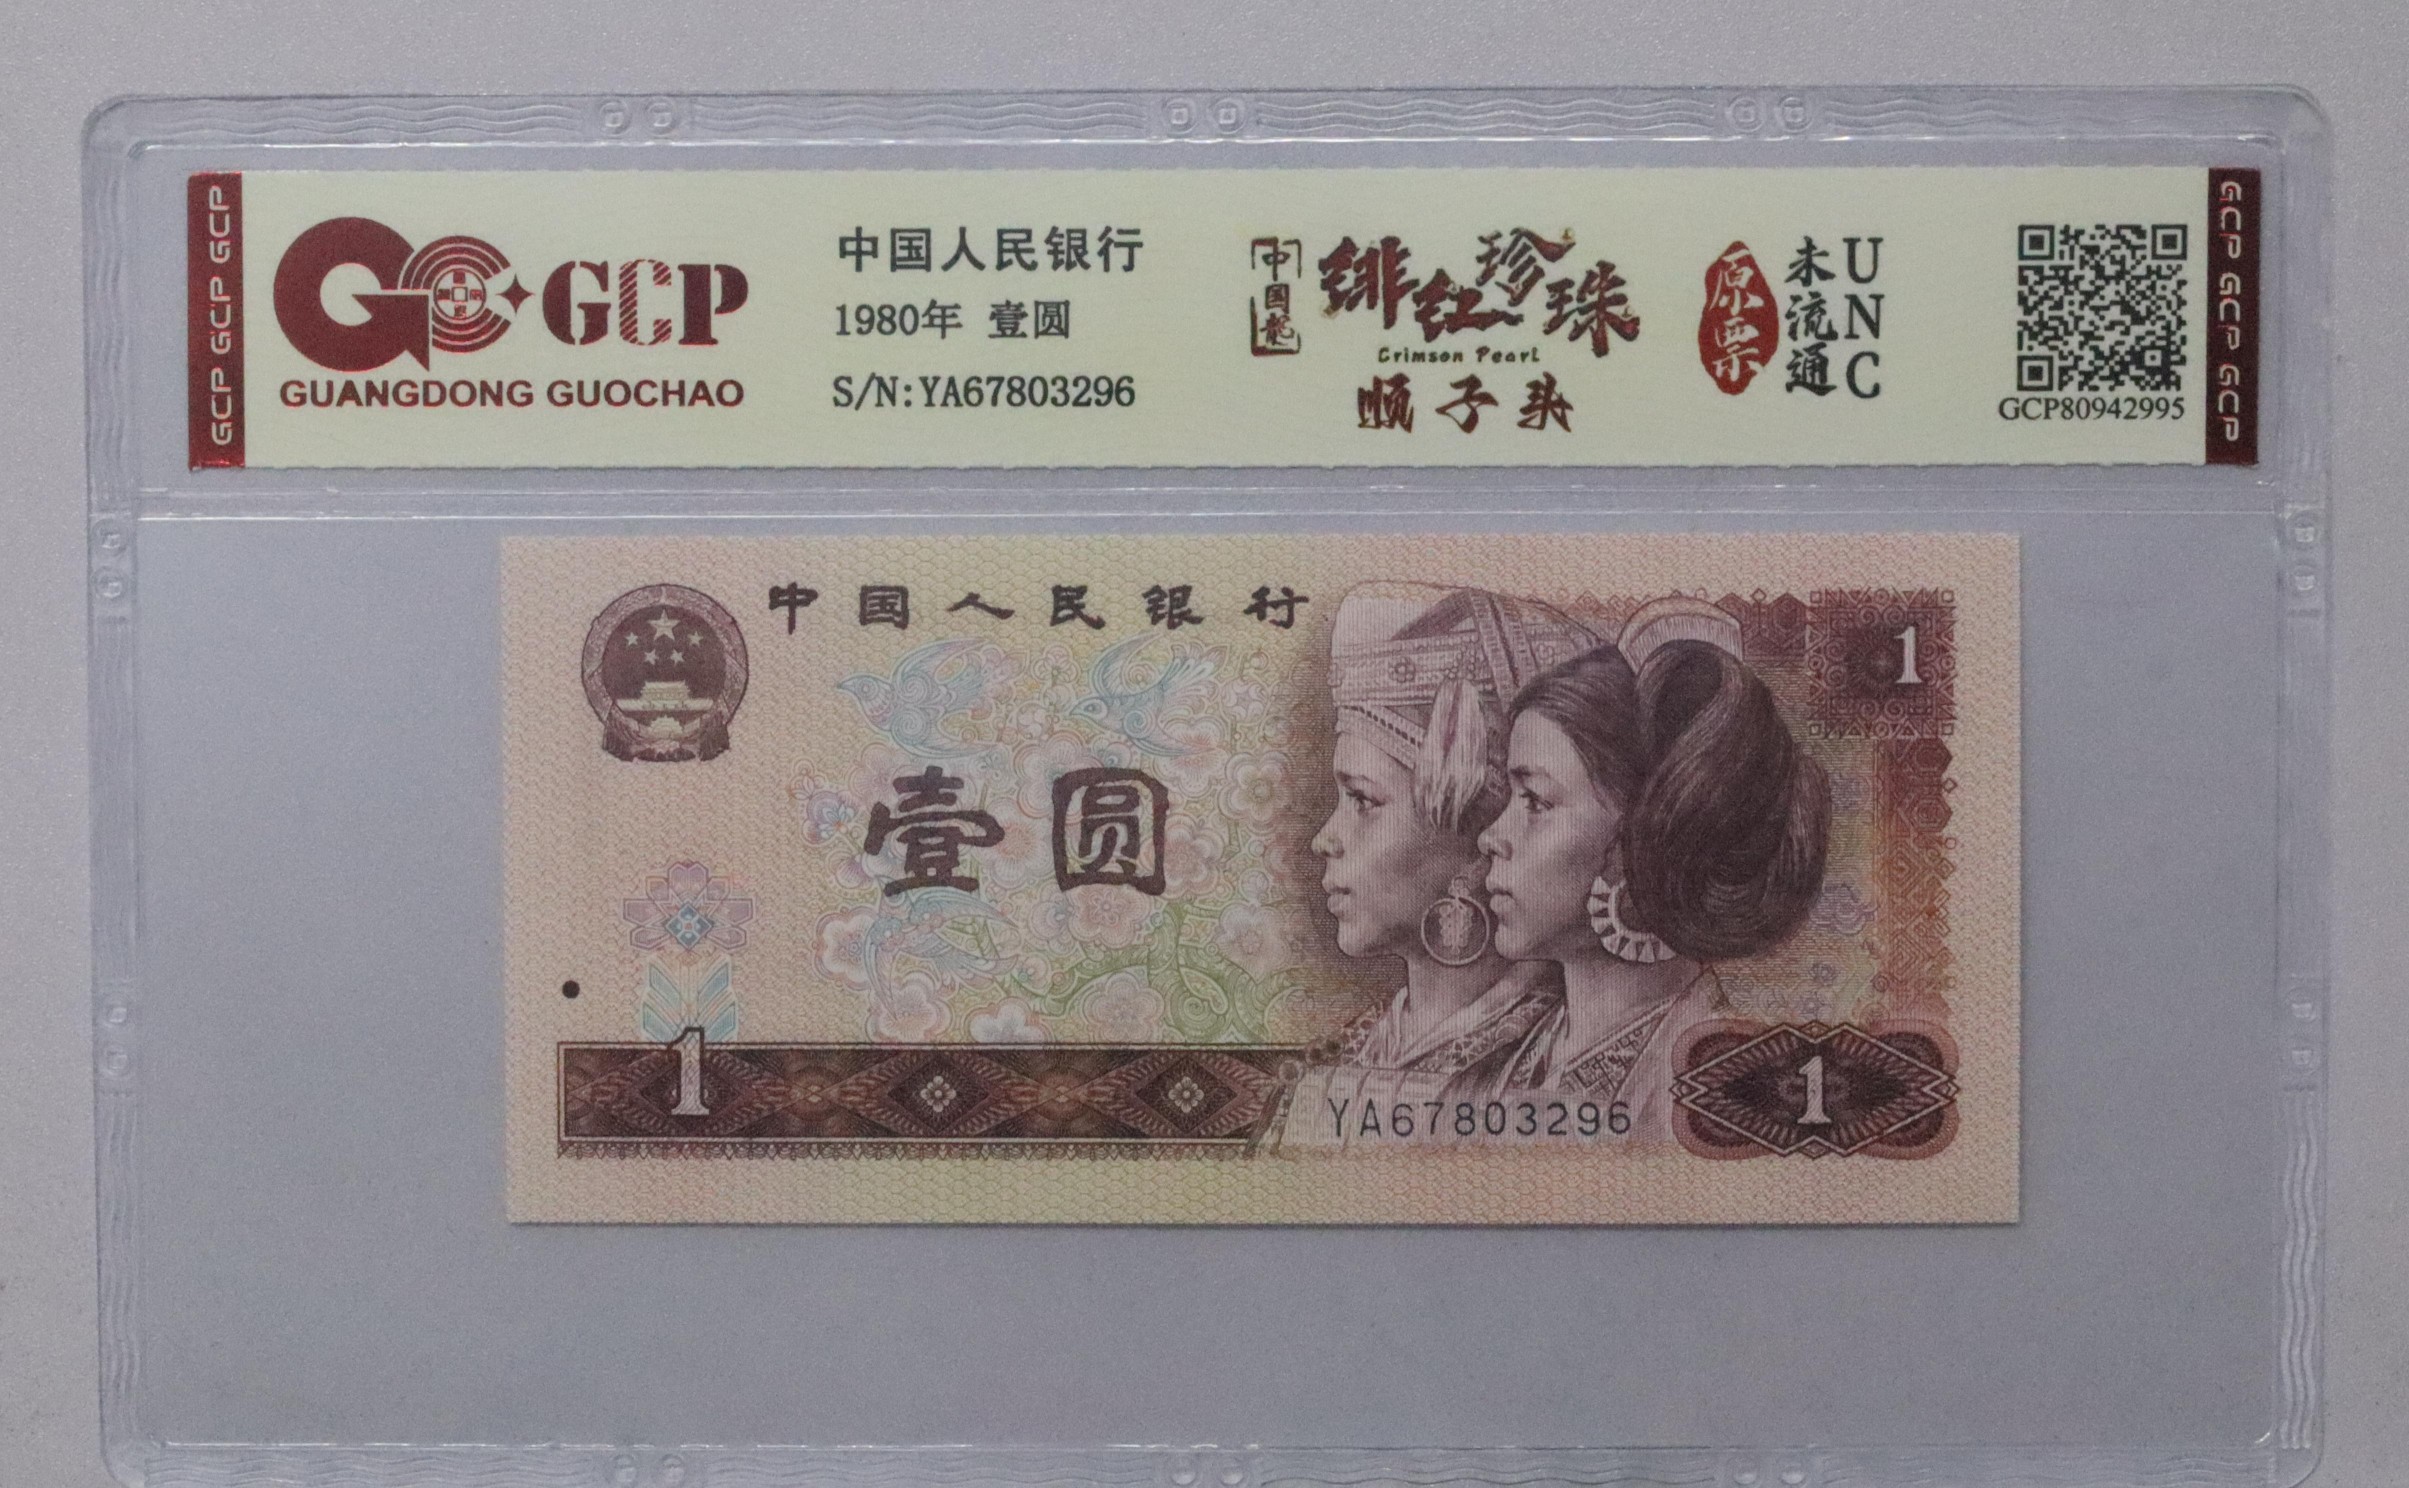 GCP GCP GCP
GCP
GUANGDONG GUOCHAO
中国人民银行
1980年 壹圆
S/N:YA67803296
中国龍
绯红珍珠
Crimson Pearl
顺子头
原票
未流通
UNC
GCP80942995
GCP GCP GCP
中国人民银行
1
壹圆
1
YA67803296
1